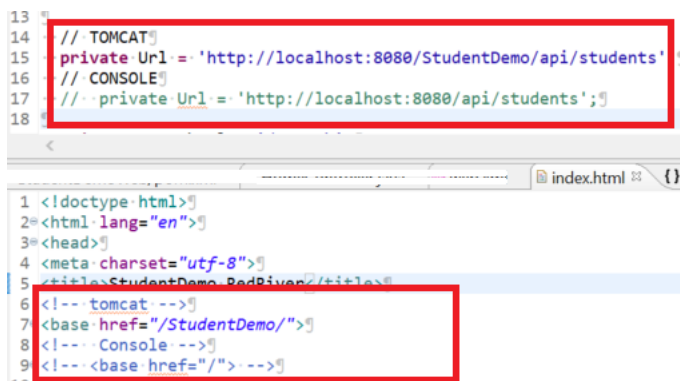 13
14 // TOMCAT
15 private Url = 'http://localhost:8080/StudentDemo/api/students'
16 // CONSOLE
17 // private Url = 'http://localhost:8080/api/students';
18
index.html
1 <!doctype html>
2 <html lang="en">
3 <head>
4 <meta charset="utf-8">
5 <title>StudentDemo RedRiver</title>
6 <!-- tomcat -->
7 <base href="/StudentDemo/">
8 <!-- Console -->
9 <!-- <base href="/"> -->